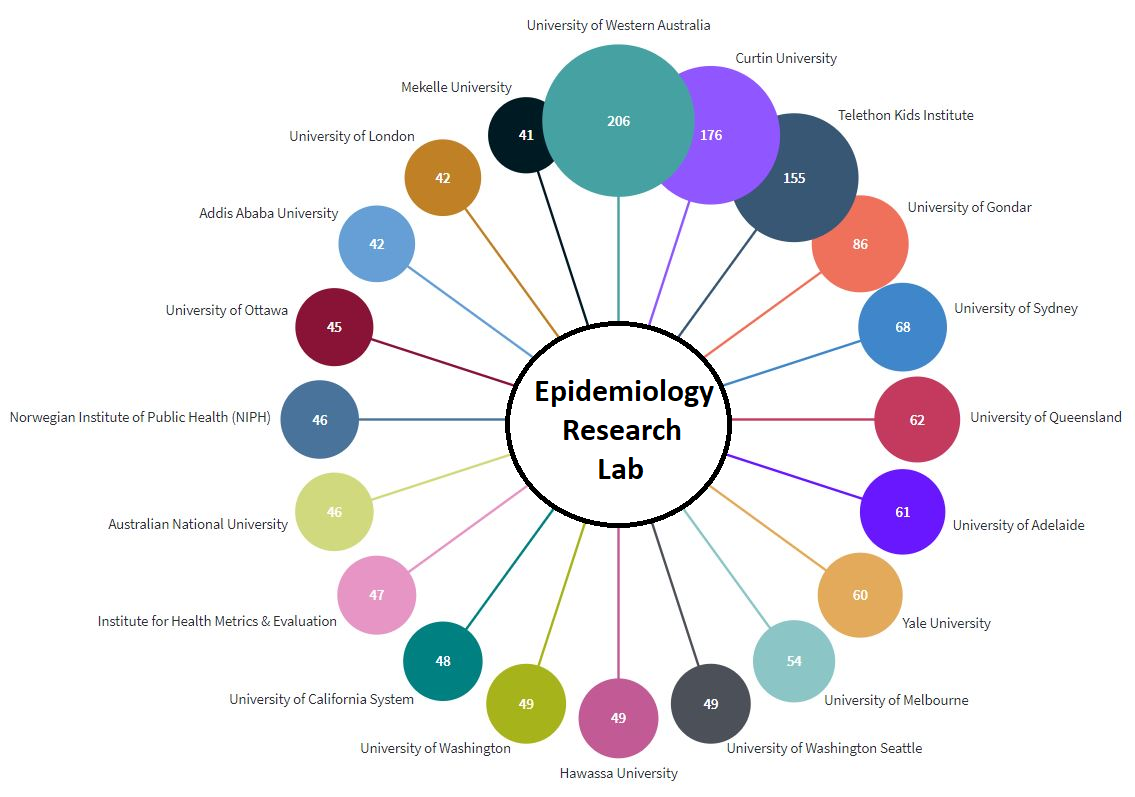 University of Western Australia
206
Curtin University
176
Telethon Kids Institute
155
University of Gondar
86
University of Sydney
68
University of Queensland
62
University of Adelaide
61
Yale University
60
University of Melbourne
54
University of Washington Seattle
49
Hawassa University
49
University of Washington
49
University of California System
48
Institute for Health Metrics & Evaluation
47
Australian National University
46
Norwegian Institute of Public Health (NIPH)
46
University of Ottawa
45
Addis Ababa University
42
University of London
42
Mekelle University
41
Epidemiology
Research
Lab